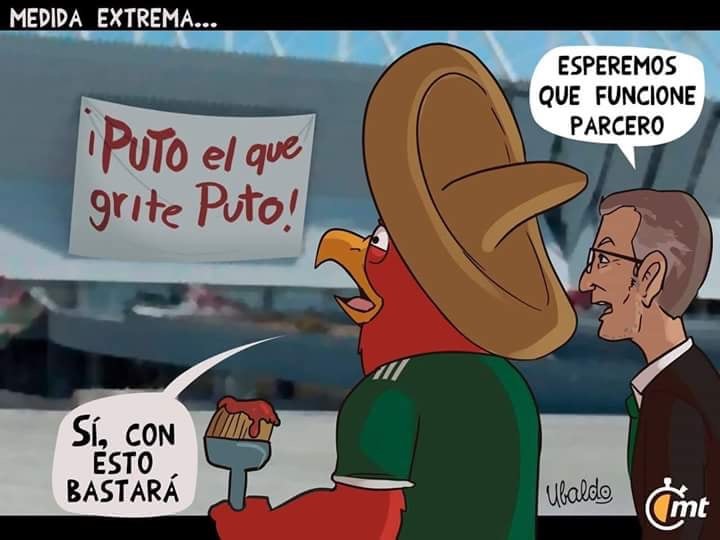 MEDIDA EXTREMA...
ESPEREMOS
QUE FUNCIONE
PARCERO
¡PUTO el que
grite Puto!
SÍ, CON
ESTO
BASTARÁ
Ubaldo
mt